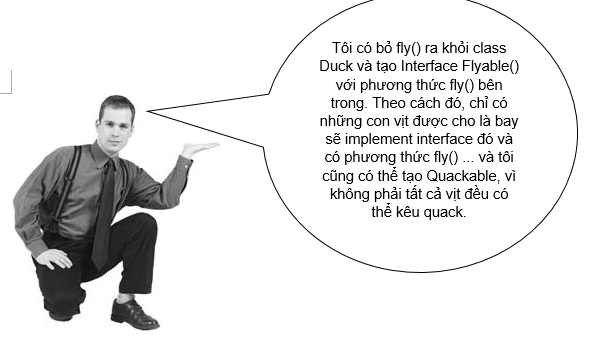 Tôi có bỏ fly() ra khỏi class
Duck và tạo Interface Flyable()
với phương thức fly() bên
trong. Theo cách đó, chỉ có
những con vịt được cho là bay
sẽ implement interface đó và
có phương thức fly() ... và tôi
cũng có thể tạo Quackable, vì
không phải tất cả vịt đều có
thể kêu quack.